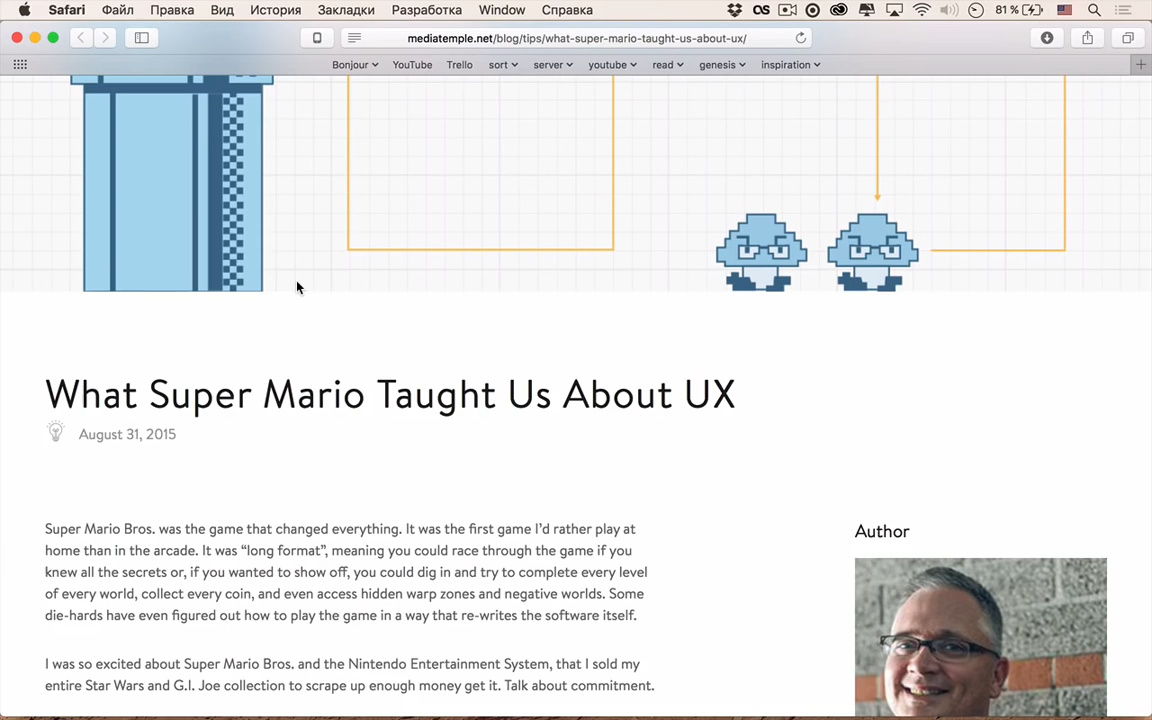 Safari Файл Правка Вид История Закладки Разработка Window Справка 81 %
mediatemple.net/blog/tips/what-super-mario-taught-us-about-ux/
Bonjour YouTube Trello sort server youtube read genesis inspiration
What Super Mario Taught Us About UX
August 31, 2015
Super Mario Bros. was the game that changed everything. It was the first game I’d rather play at
home than in the arcade. It was “long format”, meaning you could race through the game if you
knew all the secrets or, if you wanted to show off, you could dig in and try to complete every level
of every world, collect every coin, and even access hidden warp zones and negative worlds. Some
die-hards have even figured out how to play the game in a way that re-writes the software itself.
I was so excited about Super Mario Bros. and the Nintendo Entertainment System, that I sold my
entire Star Wars and G.I. Joe collection to scrape up enough money get it. Talk about commitment.
Author